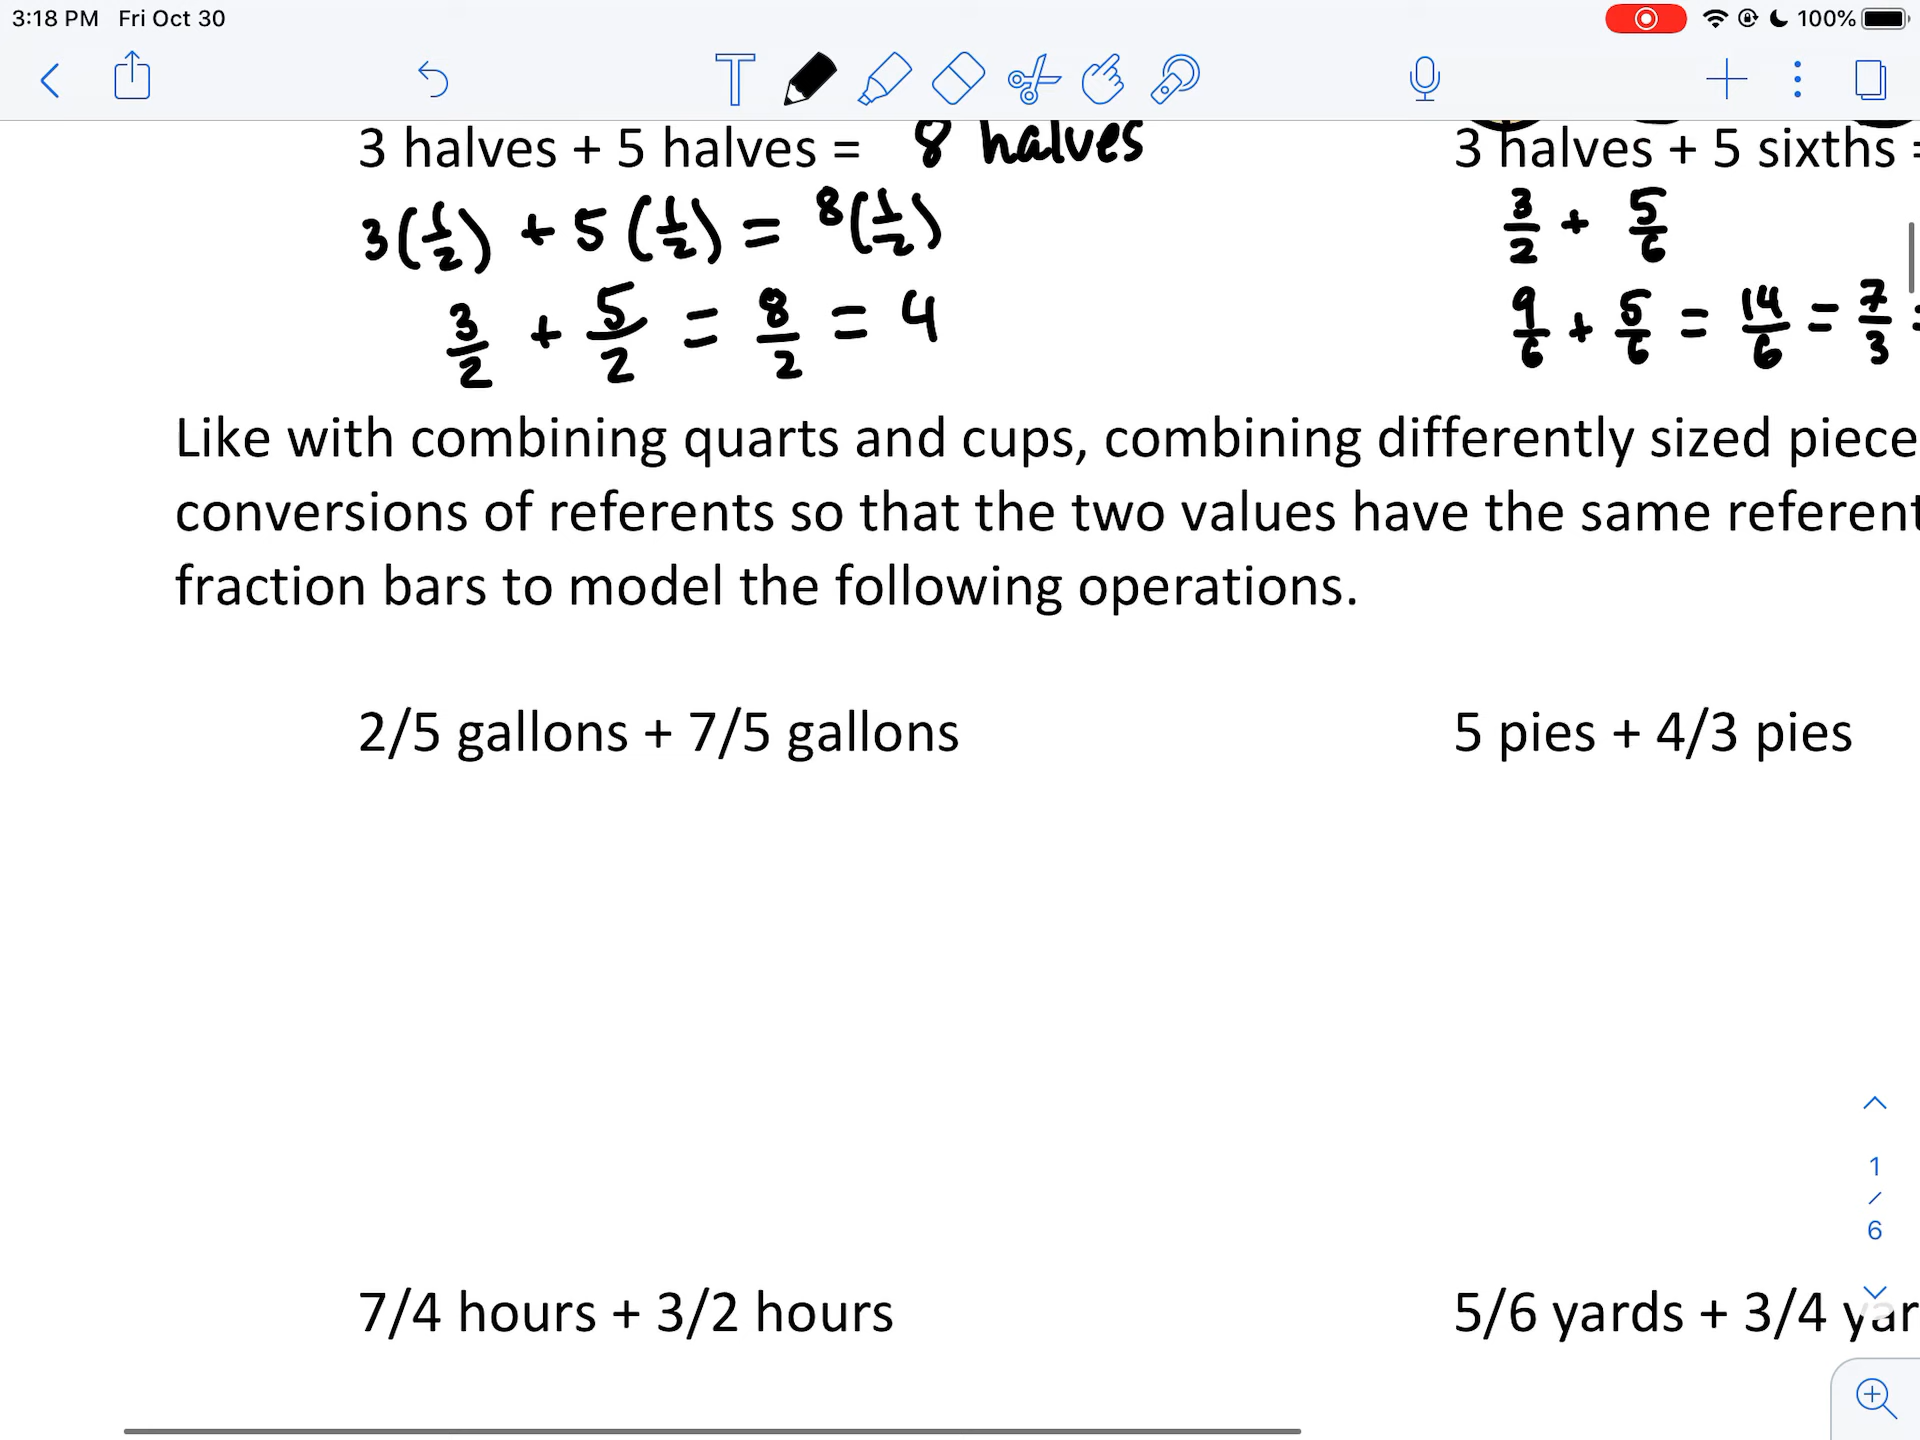 3:18 PM Fri Oct 30 100%
T
3 halves + 5 halves = 8 halves 3 halves + 5 sixths =
3(1/2) + 5(1/2) = 8(1/2) 3/2 + 5/6
3/2 + 5/2 = 8/2 = 4 9/6 + 5/6 = 14/6 = 7/3 =
Like with combining quarts and cups, combining differently sized piece
conversions of referents so that the two values have the same referent
fraction bars to model the following operations.
2/5 gallons + 7/5 gallons 5 pies + 4/3 pies
1
/
6
7/4 hours + 3/2 hours 5/6 yards + 3/4 yar